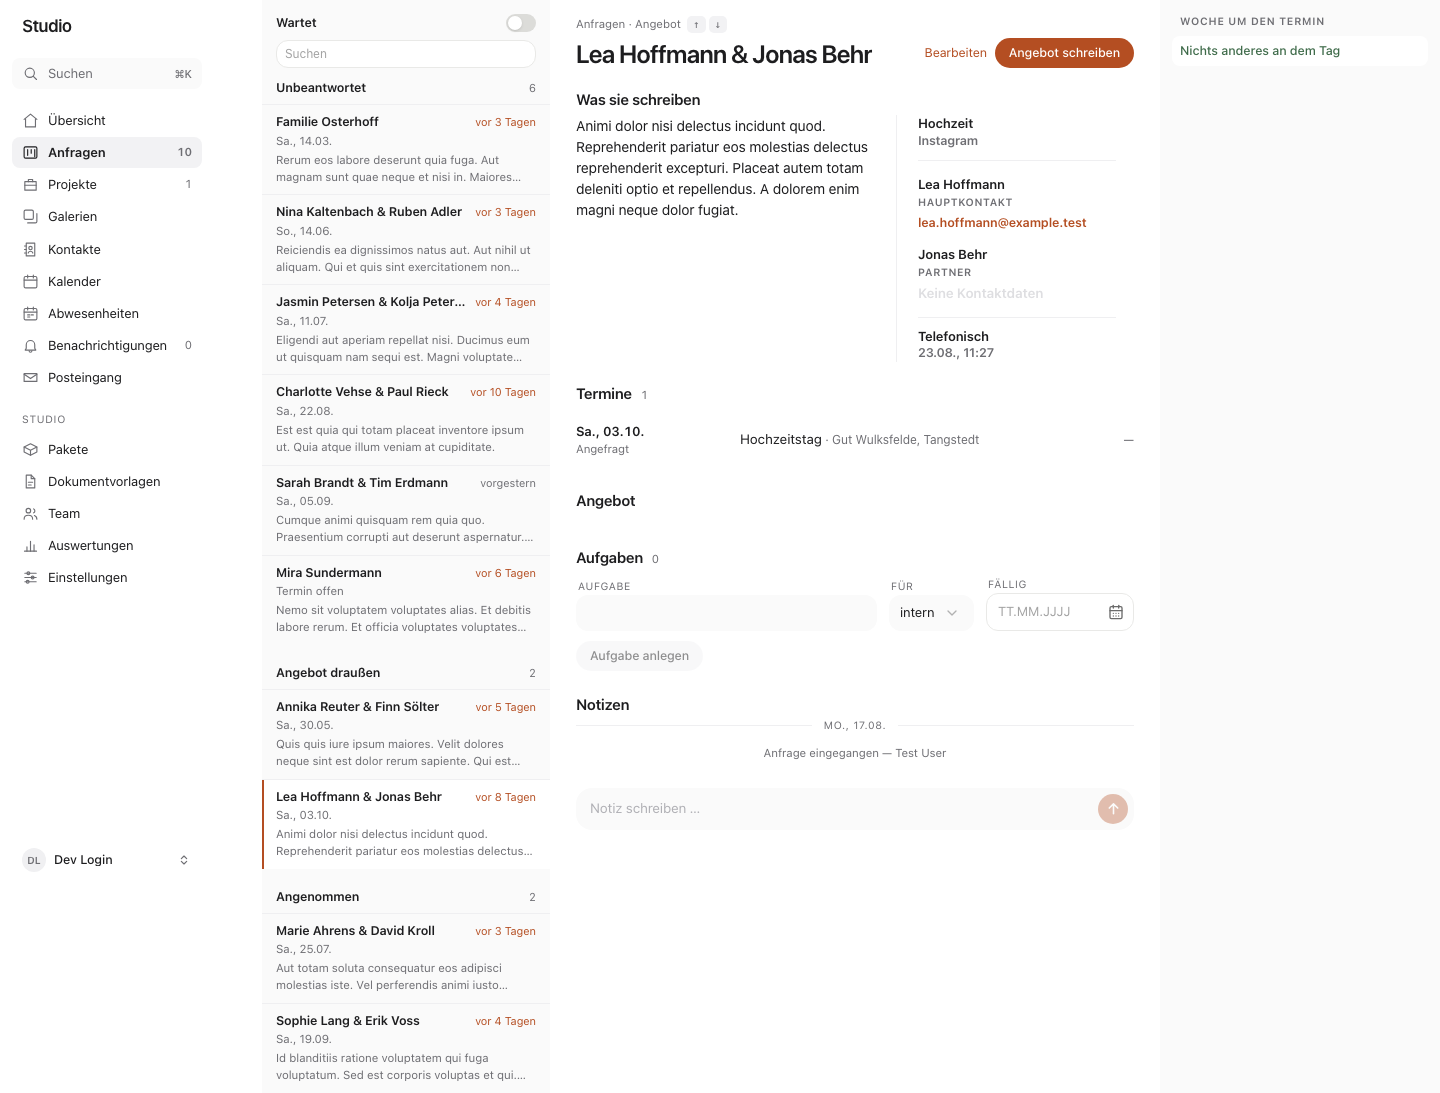 Studio
Suchen ⌘K
Übersicht
Anfragen 10
Projekte 1
Galerien
Kontakte
Kalender
Abwesenheiten
Benachrichtigungen 0
Posteingang
STUDIO
Pakete
Dokumentvorlagen
Team
Auswertungen
Einstellungen
DL Dev Login
Wartet
Suchen
Unbeantwortet 6
Familie Osterhoff vor 3 Tagen
Sa., 14.03.
Rerum eos labore deserunt quia fuga. Aut
magnam sunt quae neque et nisi in. Maiores...
Nina Kaltenbach & Ruben Adler vor 3 Tagen
So., 14.06.
Reiciendis ea dignissimos natus aut. Aut nihil ut
aliquam. Qui et quis sint exercitationem non...
Jasmin Petersen & Kolja Peter... vor 4 Tagen
Sa., 11.07.
Eligendi aut aperiam repellat nisi. Ducimus eum
ut quisquam nam sequi est. Magni voluptate...
Charlotte Vehse & Paul Rieck vor 10 Tagen
Sa., 22.08.
Est est quia qui totam placeat inventore ipsum
ut. Quia atque illum veniam at cupiditate.
Sarah Brandt & Tim Erdmann vorgestern
Sa., 05.09.
Cumque animi quisquam rem quia quo.
Praesentium corrupti aut deserunt aspernatur....
Mira Sundermann vor 6 Tagen
Termin offen
Nemo sit voluptatem voluptates alias. Et debitis
labore rerum. Et officia voluptates voluptates...
Angebot draußen 2
Annika Reuter & Finn Sölter vor 5 Tagen
Sa., 30.05.
Quis quis iure ipsum maiores. Velit dolores
neque sint est dolor rerum sapiente. Qui est...
Lea Hoffmann & Jonas Behr vor 8 Tagen
Sa., 03.10.
Animi dolor nisi delectus incidunt quod.
Reprehenderit pariatur eos molestias delectus...
Angenommen 2
Marie Ahrens & David Kroll vor 3 Tagen
Sa., 25.07.
Aut totam soluta consequatur eos adipisci
molestias iste. Vel perferendis animi iusto...
Sophie Lang & Erik Voss vor 4 Tagen
Sa., 19.09.
Id blanditiis ratione voluptatem qui fuga
voluptatum. Sed est corporis voluptas et qui....
Anfragen · Angebot ↑ ↓
Lea Hoffmann & Jonas Behr
Bearbeiten Angebot schreiben
Was sie schreiben
Animi dolor nisi delectus incidunt quod.
Reprehenderit pariatur eos molestias delectus
reprehenderit excepturi. Placeat autem totam
deleniti optio et repellendus. A dolorem enim
magni neque dolor fugiat.
Hochzeit
Instagram
Lea Hoffmann
HAUPTKONTAKT
lea.hoffmann@example.test
Jonas Behr
PARTNER
Keine Kontaktdaten
Telefonisch
23.08., 11:27
Termine 1
Sa., 03.10.
Angefragt
Hochzeitstag · Gut Wulksfelde, Tangstedt —
Angebot
Aufgaben 0
AUFGABE FÜR FÄLLIG
intern TT.MM.JJJJ
Aufgabe anlegen
Notizen
MO., 17.08.
Anfrage eingegangen — Test User
Notiz schreiben ...
WOCHE UM DEN TERMIN
Nichts anderes an dem Tag